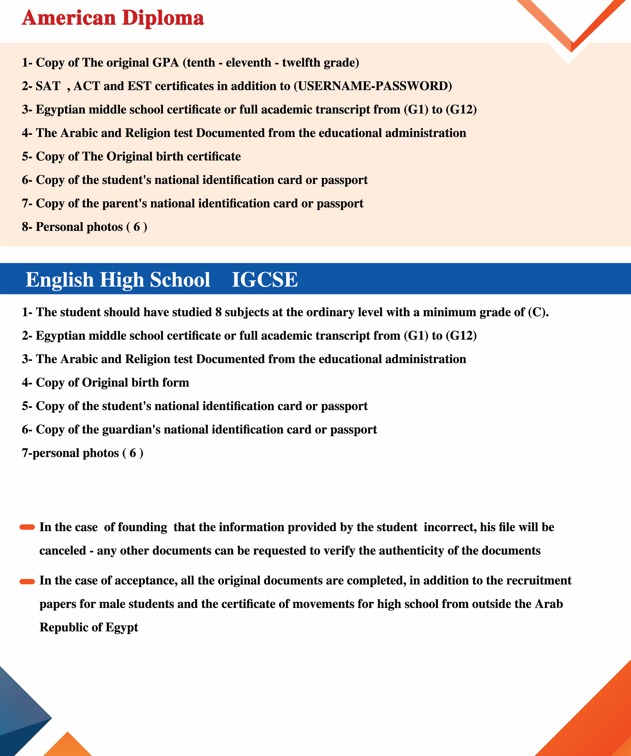 American Diploma
1- Copy of The original GPA (tenth - eleventh - twelfth grade)
2- SAT , ACT and EST certificates in addition to (USERNAME-PASSWORD)
3- Egyptian middle school certificate or full academic transcript from (G1) to (G12)
4- The Arabic and Religion test Documented from the educational administration
5- Copy of The Original birth certificate
6- Copy of the student's national identification card or passport
7- Copy of the parent's national identification card or passport
8- Personal photos ( 6 )
English High School IGCSE
1- The student should have studied 8 subjects at the ordinary level with a minimum grade of (C).
2- Egyptian middle school certificate or full academic transcript from (G1) to (G12)
3- The Arabic and Religion test Documented from the educational administration
4- Copy of Original birth form
5- Copy of the student's national identification card or passport
6- Copy of the guardian's national identification card or passport
7-personal photos ( 6 )
In the case of founding that the information provided by the student incorrect, his file will be
canceled - any other documents can be requested to verify the authenticity of the documents
In the case of acceptance, all the original documents are completed, in addition to the recruitment
papers for male students and the certificate of movements for high school from outside the Arab
Republic of Egypt